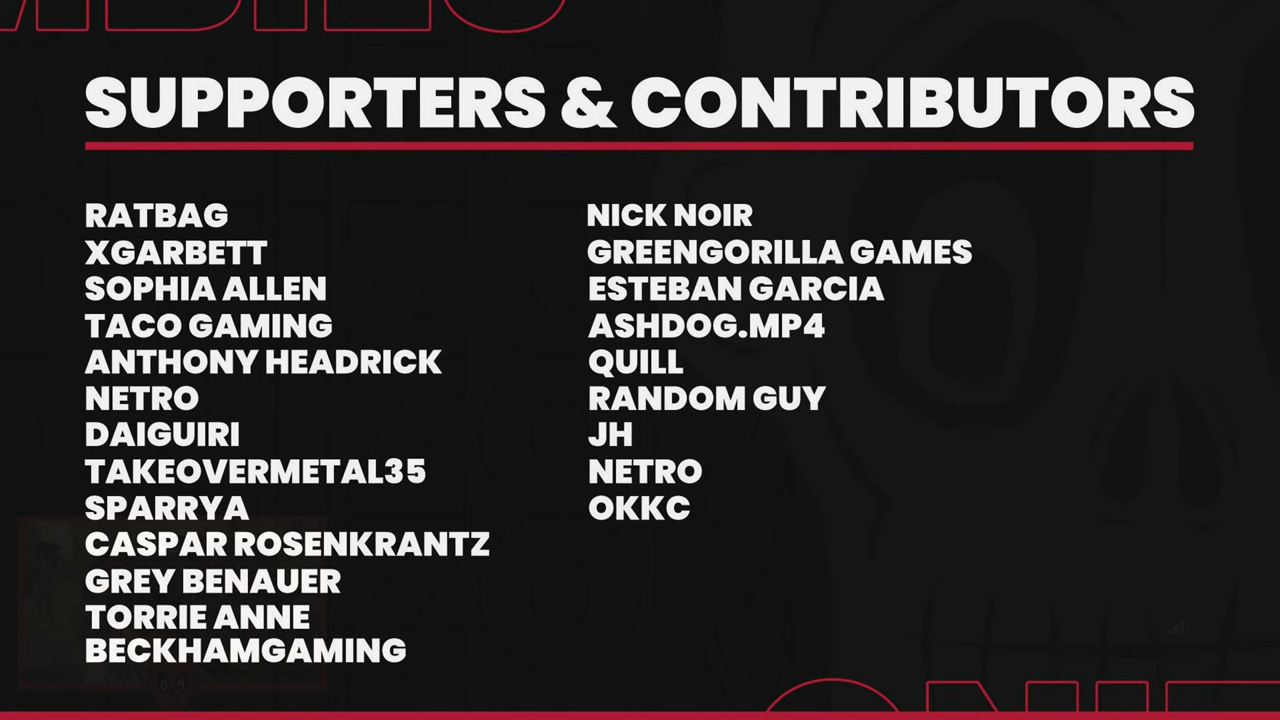 SUPPORTERS & CONTRIBUTORS
RATBAG
XGARBETT
SOPHIA ALLEN
TACO GAMING
ANTHONY HEADRICK
NETRO
DAIGUIRI
TAKEOVERMETAL35
SPARRYA
CASPAR ROSENKRANTZ
GREY BENAUER
TORRIE ANNE
BECKHAMGAMING
NICK NOIR
GREENGORILLA GAMES
ESTEBAN GARCIA
ASHDOG.MP4
QUILL
RANDOM GUY
JH
NETRO
OKKC